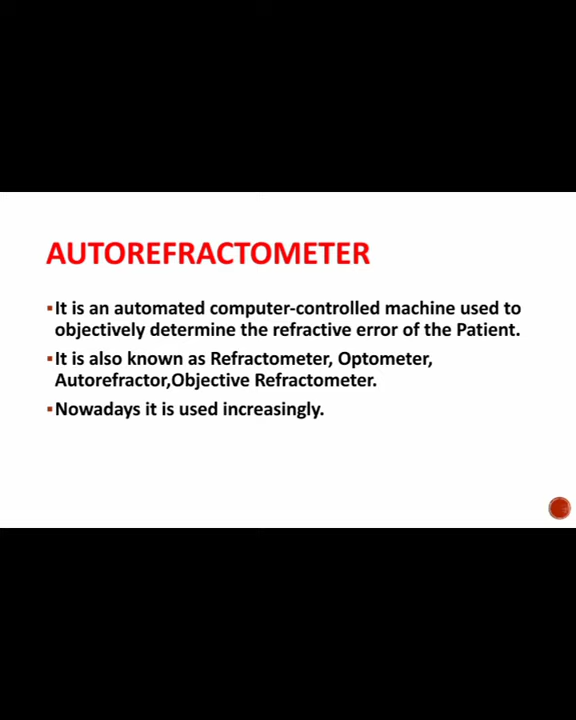 AUTOREFRACTOMETER
▪It is an automated computer-controlled machine used to
objectively determine the refractive error of the Patient.
▪It is also known as Refractometer, Optometer,
Autorefractor,Objective Refractometer.
▪Nowadays it is used increasingly.